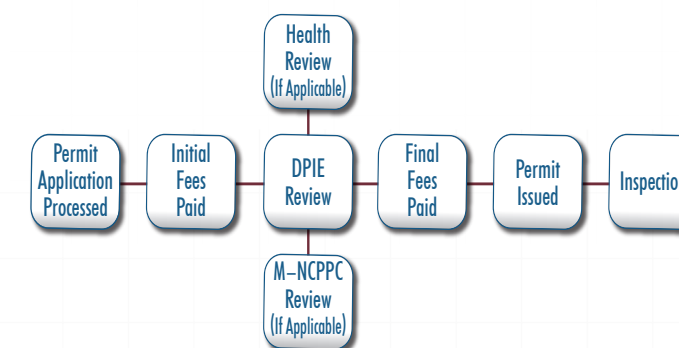 Health
Review
(If Applicable)
Permit
Application
Processed
Initial
Fees
Paid
DPIE
Review
Final
Fees
Paid
Permit
Issued
Inspectio
M–NCPPC
Review
(If Applicable)